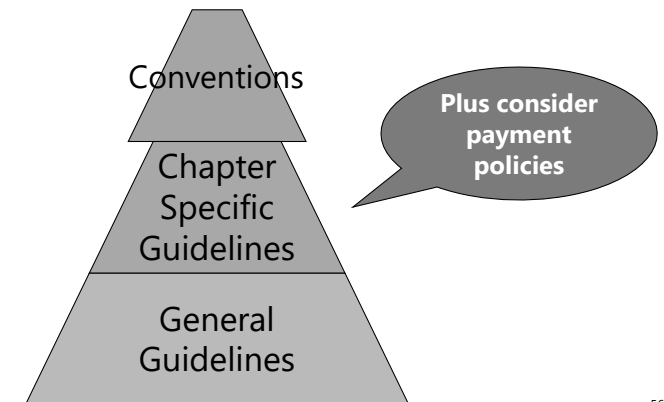 Conventions
Plus consider
payment
policies
Chapter
Specific
Guidelines
General
Guidelines